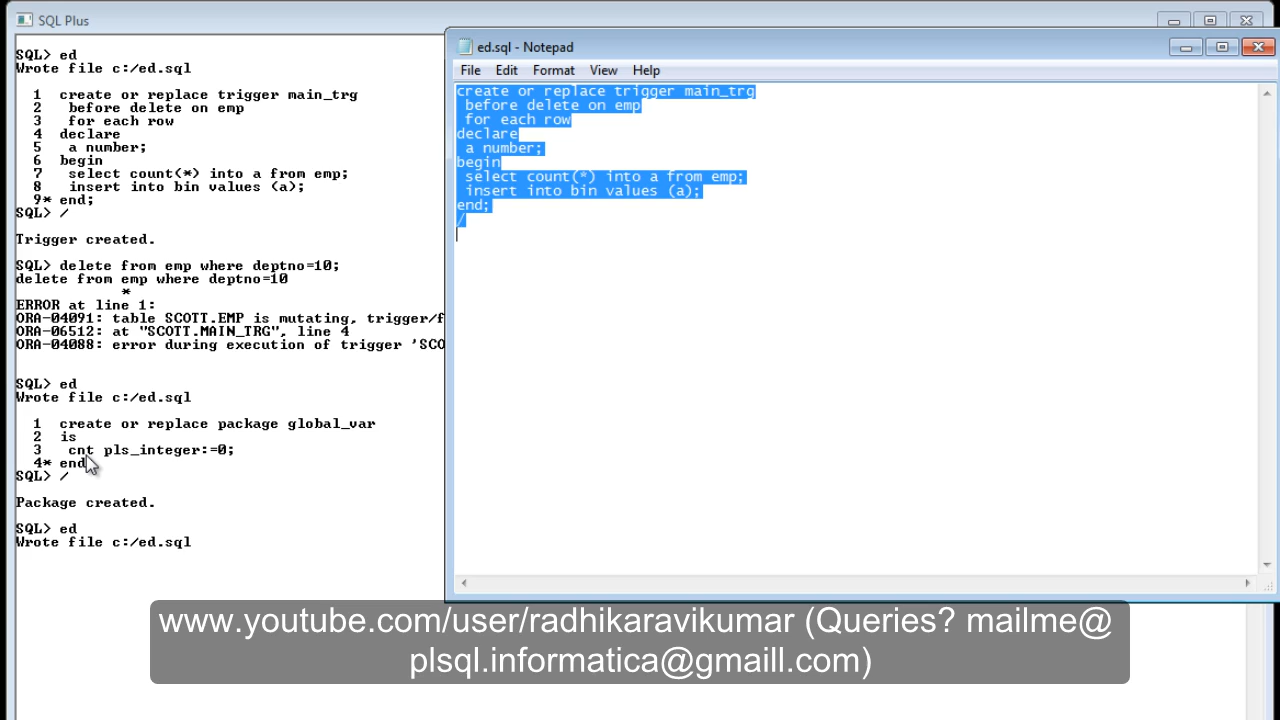 SQL Plus
SQL> ed
Wrote file c:/ed.sql
1 create or replace trigger main_trg
2 before delete on emp
3 for each row
4 declare
5 a number;
6 begin
7 select count(*) into a from emp;
8 insert into bin values (a);
9* end;
SQL> /
Trigger created.
SQL> delete from emp where deptno=10;
delete from emp where deptno=10
*
ERROR at line 1:
ORA-04091: table SCOTT.EMP is mutating, trigger/f
ORA-06512: at "SCOTT.MAIN_TRG", line 4
ORA-04088: error during execution of trigger 'SCO
SQL> ed
Wrote file c:/ed.sql
1 create or replace package global_var
2 is
3 cnt pls_integer:=0;
4* end
SQL> /
Package created.
SQL> ed
Wrote file c:/ed.sql
ed.sql - Notepad
File Edit Format View Help
create or replace trigger main_trg
before delete on emp
for each row
declare
a number;
begin
select count(*) into a from emp;
insert into bin values (a);
end;
/
www.youtube.com/user/radhikaravikumar (Queries? mailme@
plsql.informatica@gmaill.com)